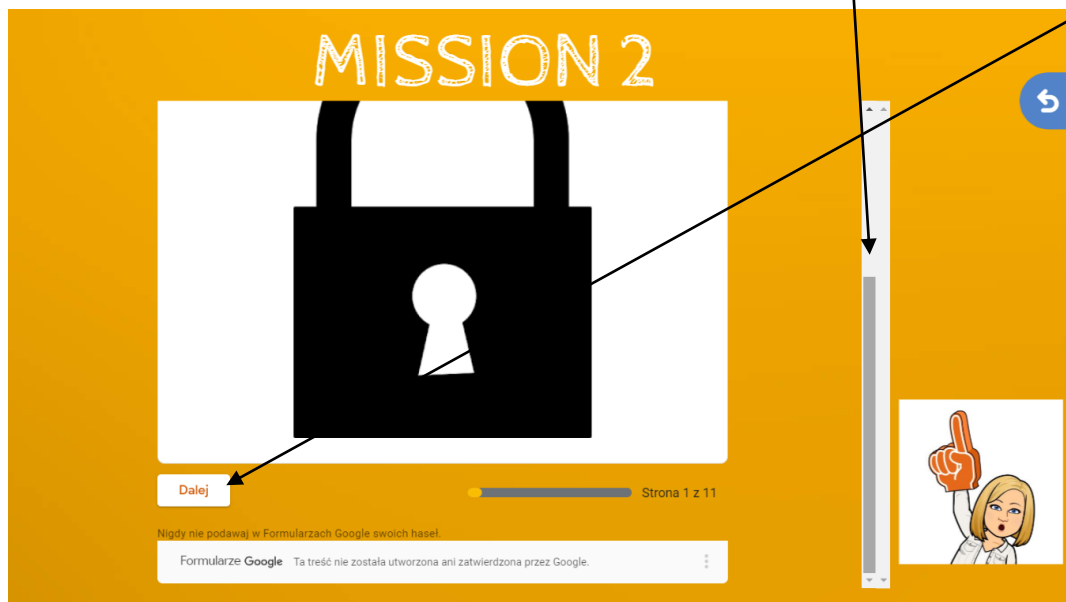 MISSION 2
Dalej
Strona 1 z 11
Nigdy nie podawaj w Formularzach Google swoich haseł.
Formularze Google Ta treść nie została utworzona ani zatwierdzona przez Google.